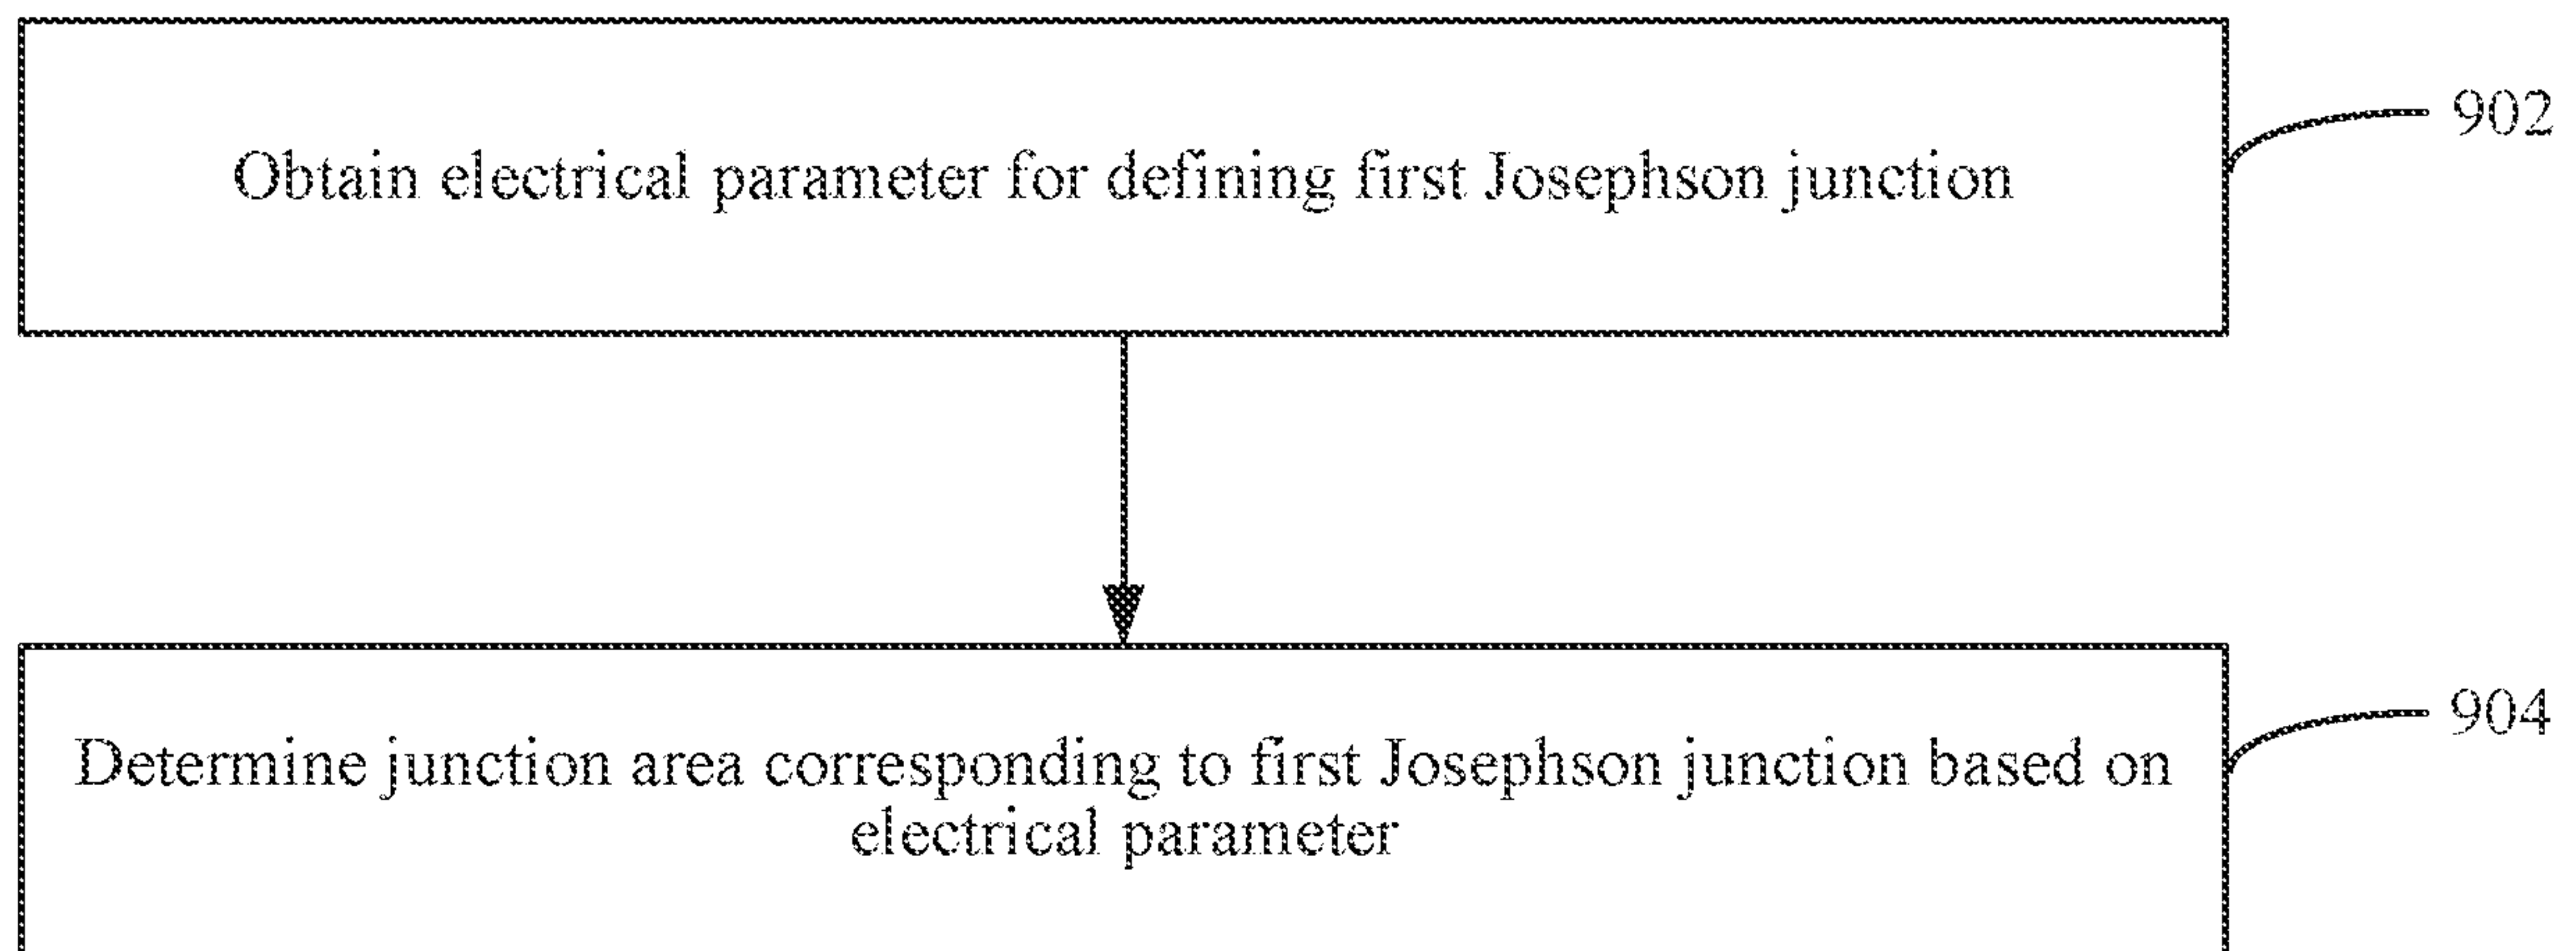 Obtain electrical parameter for defining first Josephson junction
902
Determine junction area corresponding to first Josephson junction based on
electrical parameter
904